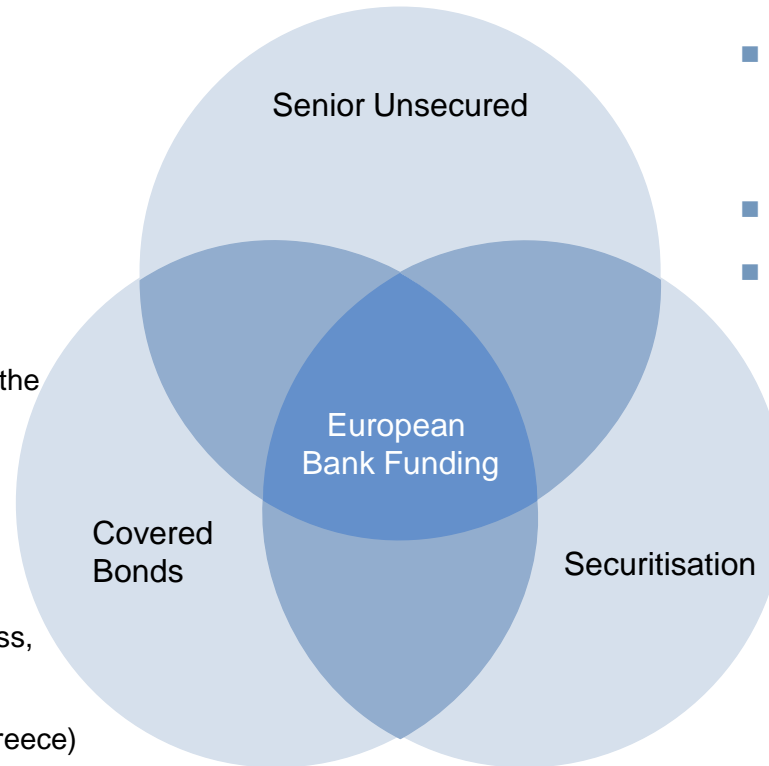 Senior Unsecured
the
European
Bank Funding
Covered
Bonds
Securitisation
ss,
reece)